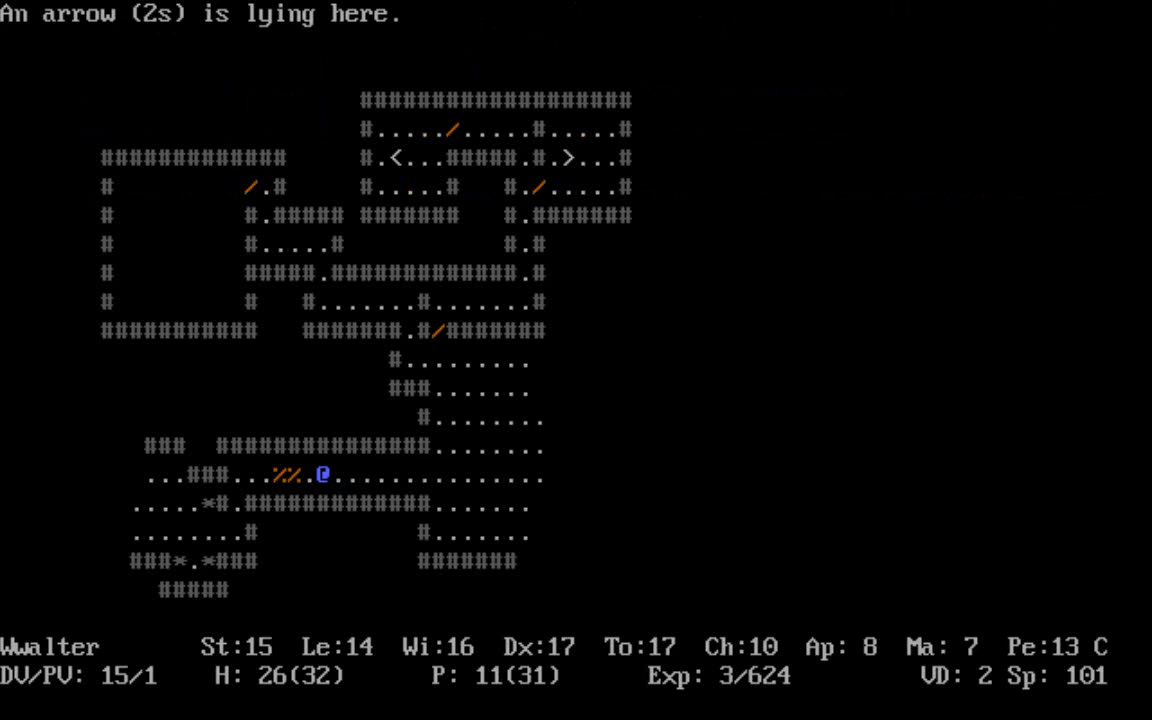 An arrow (2s) is lying here.
###################
#...../.....#.....#
############# #.<...#####.#.>...#
# /.# #.....# #./.....#
# #.##### ####### #.#######
# #.....# #.#
# #####.#############.#
# # #.......#.......#
########### #######.#/#######
#.........
###.......
#........
### ###############........
...###...%%.@...............
.....*#.#############.......
........# #.......
###*.*### #######
#####
Wwalter St:15 Le:14 Wi:16 Dx:17 To:17 Ch:10 Ap: 8 Ma: 7 Pe:13 C
DV/PV: 15/1 H: 26(32) P: 11(31) Exp: 3/624 VD: 2 Sp: 101